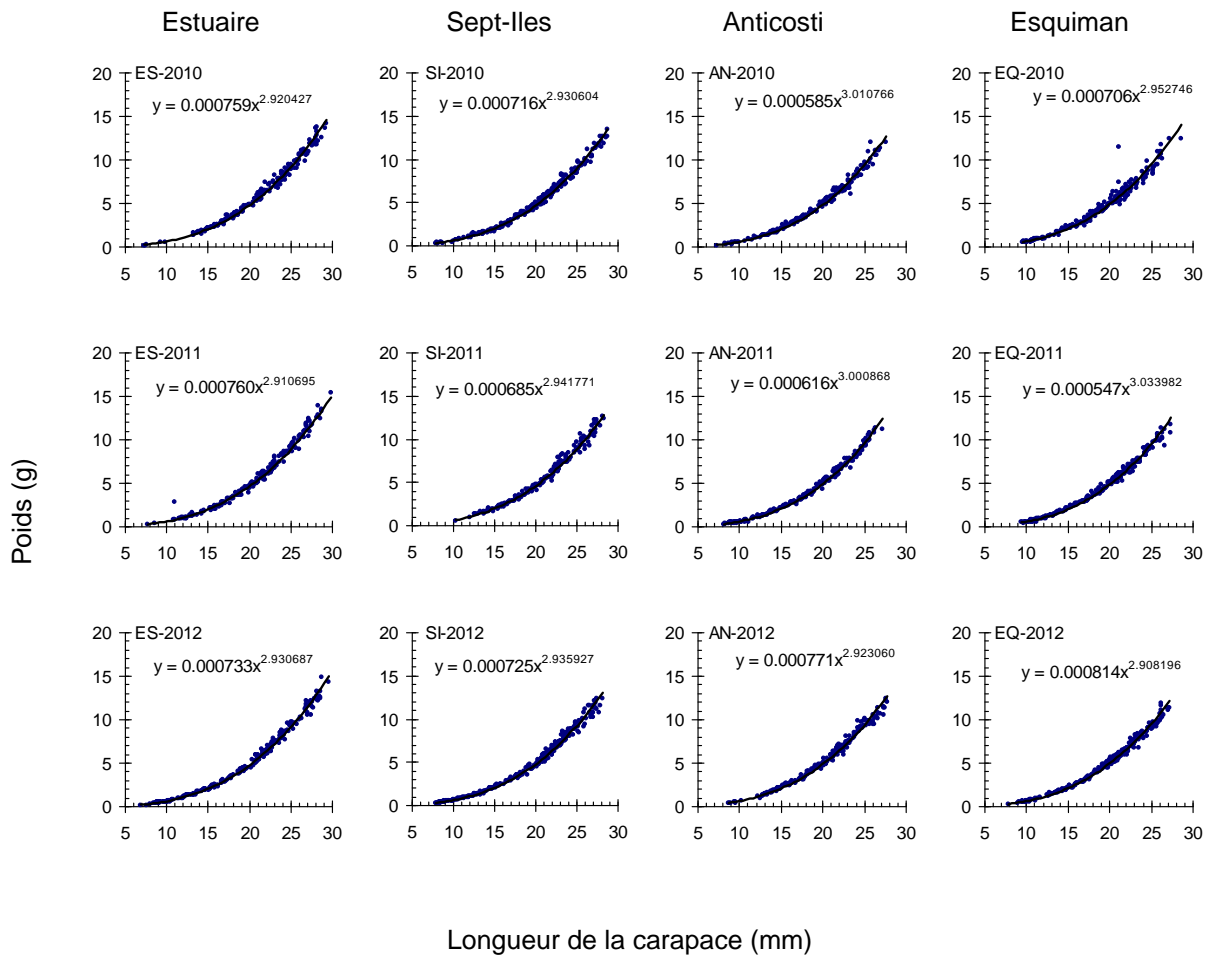 Estuaire Sept-Iles Anticosti Esquiman
ES-2010 SI-2010 AN-2010 EQ-2010
y = 0.000759x^2.920427 y = 0.000716x^2.930604 y = 0.000585x^3.010766 y = 0.000706x^2.952746
20 20 20 20
15 15 15 15
10 10 10 10
5 5 5 5
0 0 0 0
5 10 15 20 25 30 5 10 15 20 25 30 5 10 15 20 25 30 5 10 15 20 25 30
ES-2011 SI-2011 AN-2011 EQ-2011
y = 0.000760x^2.910695 y = 0.000685x^2.941771 y = 0.000616x^3.000868 y = 0.000547x^3.033982
20 20 20 20
15 15 15 15
10 10 10 10
5 5 5 5
0 0 0 0
5 10 15 20 25 30 5 10 15 20 25 30 5 10 15 20 25 30 5 10 15 20 25 30
Poids (g)
ES-2012 SI-2012 AN-2012 EQ-2012
y = 0.000733x^2.930687 y = 0.000725x^2.935927 y = 0.000771x^2.923060 y = 0.000814x^2.908196
20 20 20 20
15 15 15 15
10 10 10 10
5 5 5 5
0 0 0 0
5 10 15 20 25 30 5 10 15 20 25 30 5 10 15 20 25 30 5 10 15 20 25 30
Longueur de la carapace (mm)